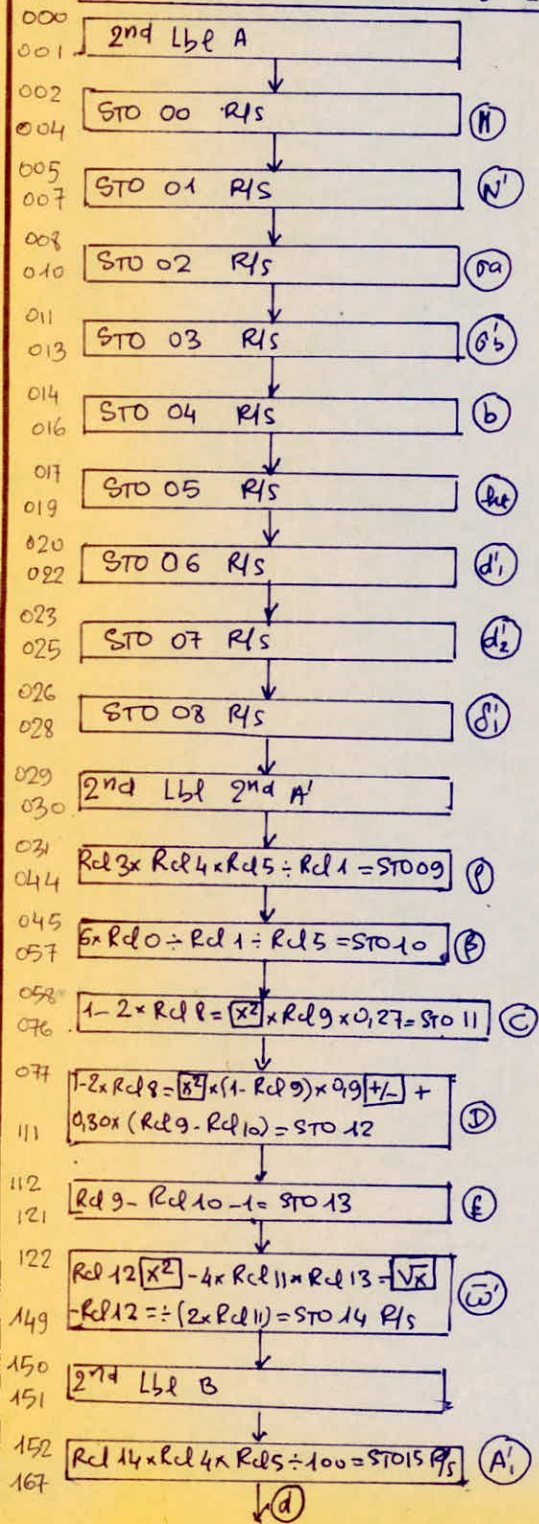 000
001 2nd Lbl A
002
004 STO 00 R/S M
005
007 STO 01 R/S N'
008
010 STO 02 R/S σa
011
013 STO 03 R/S σ'b
014
016 STO 04 R/S b
017
019 STO 05 R/S ht
020
022 STO 06 R/S d'1
023
025 STO 07 R/S d'2
026
028 STO 08 R/S δ'1
029
030 2nd Lbl 2nd A'
031 Rcl 3x Rcl 4 x Rcl 5 ÷ Rcl 1 = STO 09 ρ
044
045 6x Rcl 0 ÷ Rcl 1 ÷ Rcl 5 = STO 10 β
057
058 1 - 2 x Rcl 8 = x² x Rcl 9 x 0,27 = STO 11 C
076
077 1-2x Rcl 8 = x² x (1- Rcl 9) x 0,9 +/- +
111 0,30x (Rcl 9 - Rcl 10) = STO 12 D
112 Rcl 9 - Rcl 10 -1 = STO 13 E
121
122 Rcl 12 x² - 4x Rcl 11 x Rcl 13 = √x
149 -Rcl 12 = ÷ (2x Rcl 11) = STO 14 R/S ω̄'
150
151 2nd Lbl B
152 Rcl 14 x Rcl 4 x Rcl 5 ÷ 100 = STO 15 R/S A'1
167
d